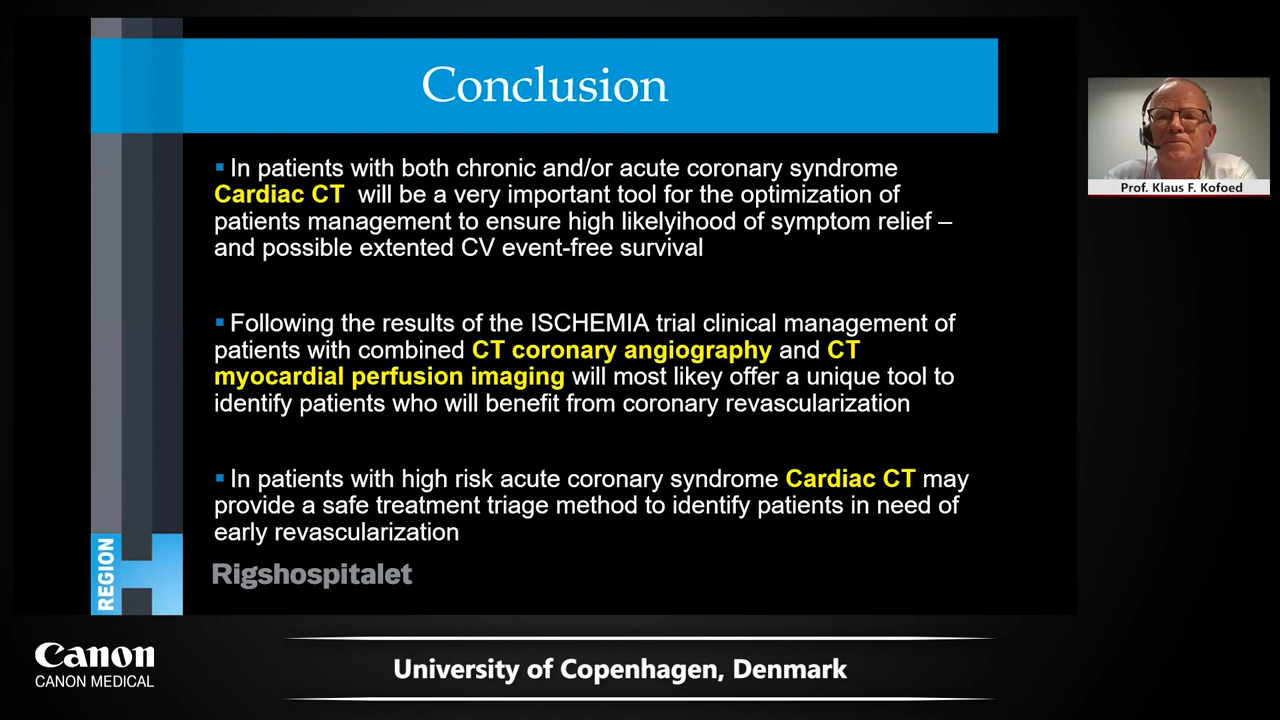 Conclusion
▪ In patients with both chronic and/or acute coronary syndrome
Cardiac CT will be a very important tool for the optimization of
patients management to ensure high likelyihood of symptom relief –
and possible extented CV event-free survival
▪ Following the results of the ISCHEMIA trial clinical management of
patients with combined CT coronary angiography and CT
myocardial perfusion imaging will most likey offer a unique tool to
identify patients who will benefit from coronary revascularization
▪ In patients with high risk acute coronary syndrome Cardiac CT may
provide a safe treatment triage method to identify patients in need of
early revascularization
REGION H
Rigshospitalet
Prof. Klaus F. Kofoed
Canon
CANON MEDICAL
University of Copenhagen, Denmark